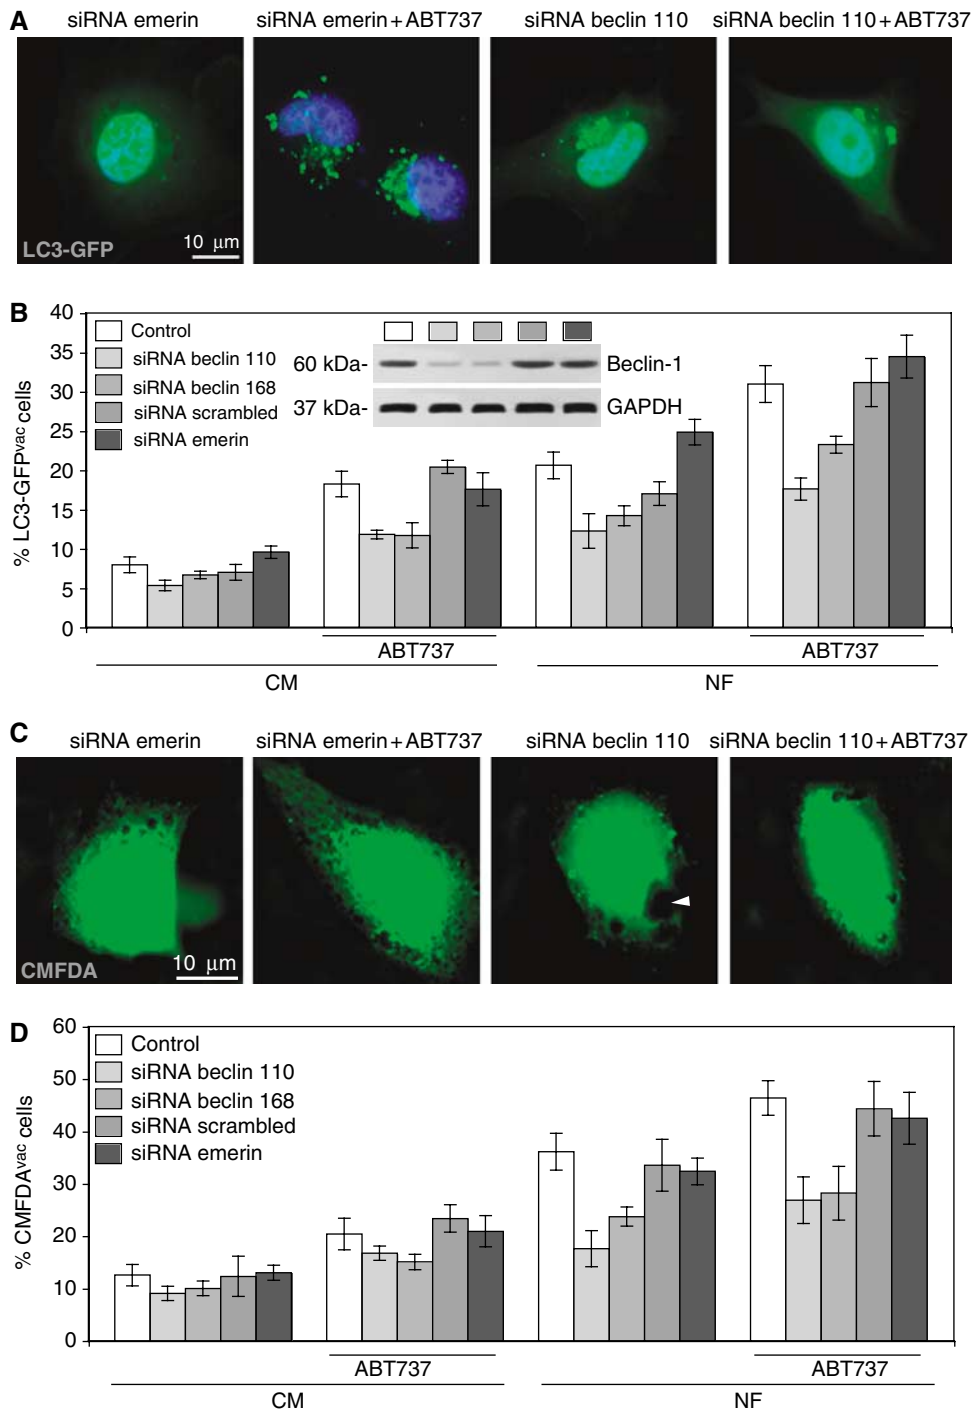 A
siRNA emerin siRNA emerin+ABT737 siRNA beclin 110 siRNA beclin 110+ABT737
LC3-GFP
10 μm
B
% LC3-GFPvac cells
40
35
30
25
20
15
10
5
0
Control
siRNA beclin 110
siRNA beclin 168
siRNA scrambled
siRNA emerin
60 kDa- Beclin-1
37 kDa- GAPDH
ABT737 ABT737
CM NF
C
siRNA emerin siRNA emerin+ABT737 siRNA beclin 110 siRNA beclin 110+ABT737
CMFDA
10 μm
D
% CMFDAvac cells
60
50
40
30
20
10
0
Control
siRNA beclin 110
siRNA beclin 168
siRNA scrambled
siRNA emerin
ABT737 ABT737
CM NF